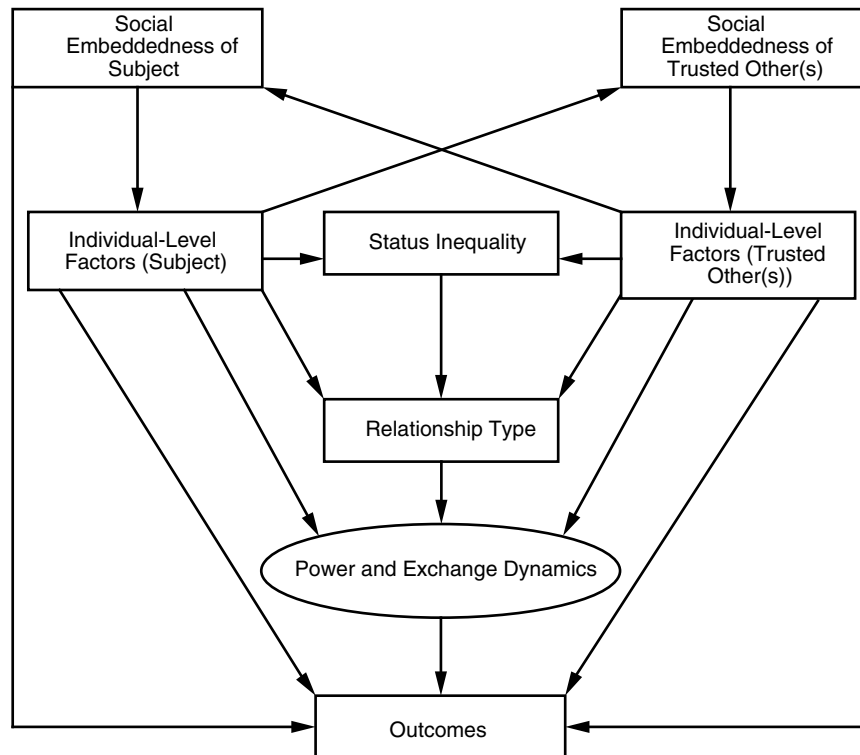 Social
Embeddedness of
Subject
Social
Embeddedness of
Trusted Other(s)
Individual-Level
Factors (Subject)
Status Inequality
Individual-Level
Factors (Trusted
Other(s))
Relationship Type
Power and Exchange Dynamics
Outcomes